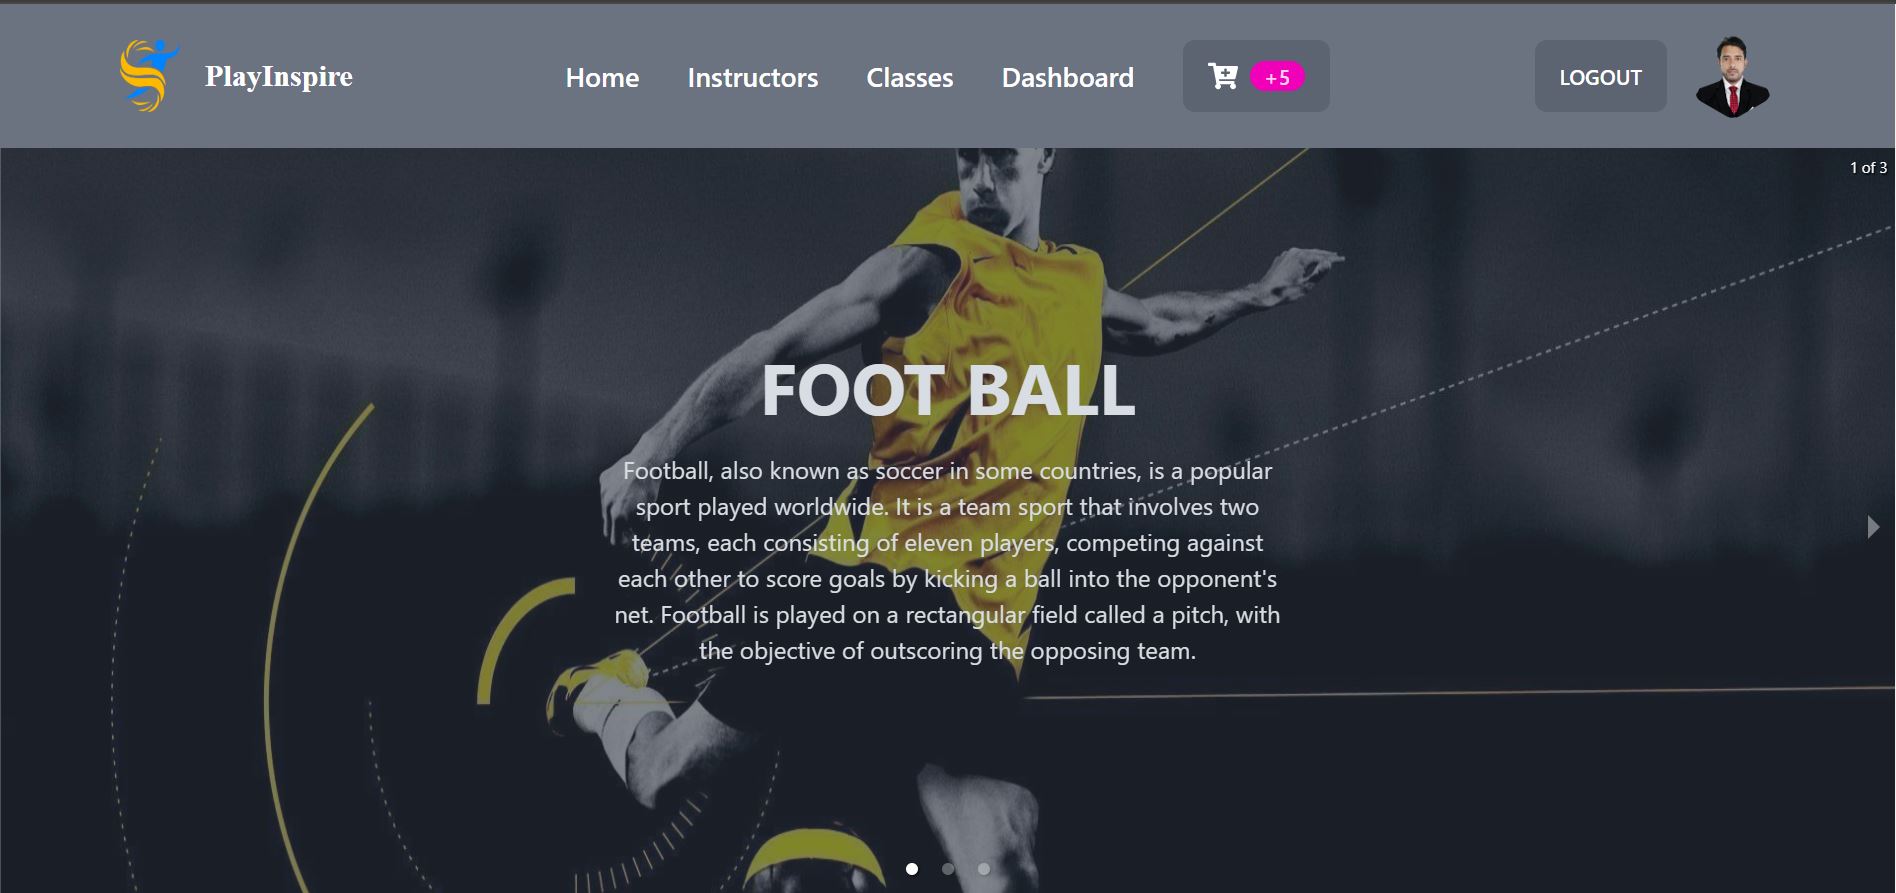 PlayInspire
Home
Instructors
Classes
Dashboard
+5
LOGOUT
1 of 3
FOOT BALL
Football, also known as soccer in some countries, is a popular
sport played worldwide. It is a team sport that involves two
teams, each consisting of eleven players, competing against
each other to score goals by kicking a ball into the opponent's
net. Football is played on a rectangular field called a pitch, with
the objective of outscoring the opposing team.